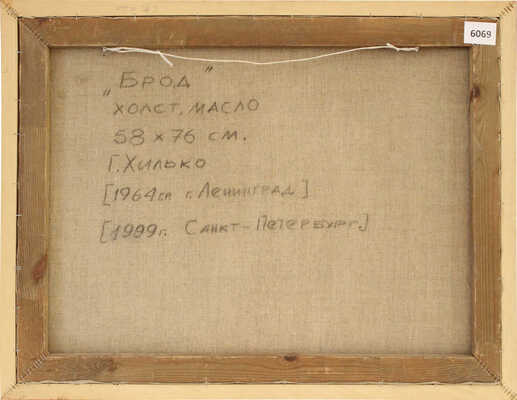 6069
„Брод"
холст, масло
58 x 76 см.
Г. Хилько
[1964 г. Ленинград]
[1999 г. Санкт-Петербург.]